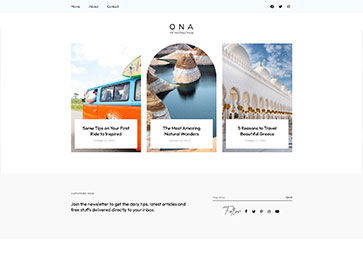 Home About Contact
ONA
Some Tips on Your First
Ride to Inspired
The Most Amazing
Natural Wonders
5 Reasons to Travel
Beautiful Greece
Join the newsletter to get the daily tips, latest articles and
free stuffs delivered directly to your inbox.
Send
Follow